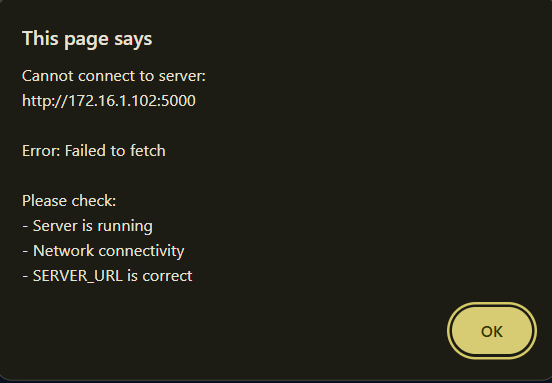 This page says
Cannot connect to server:
http://172.16.1.102:5000
Error: Failed to fetch
Please check:
- Server is running
- Network connectivity
- SERVER_URL is correct
OK